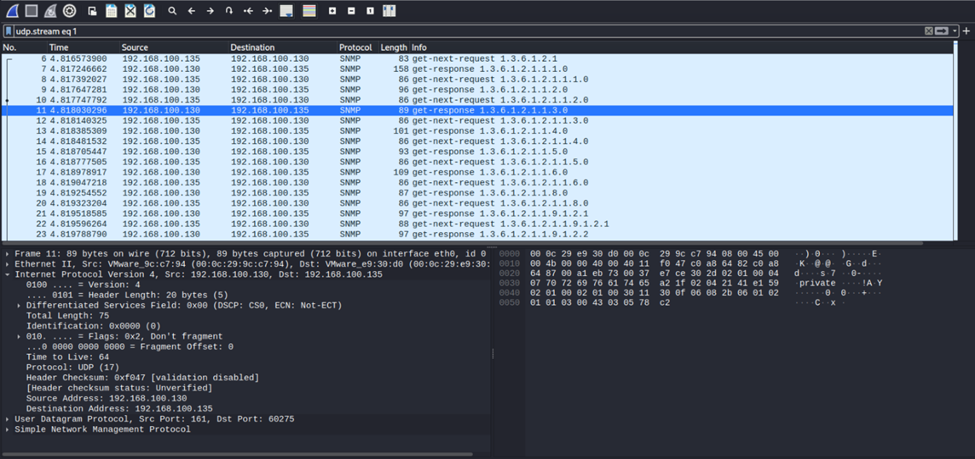 udp.stream eq 1
No. Time Source Destination Protocol Length Info
6 4.816573900 192.168.100.135 192.168.100.130 SNMP 83 get-next-request 1.3.6.1.2.1
7 4.817246662 192.168.100.130 192.168.100.135 SNMP 158 get-response 1.3.6.1.2.1.1.1.0
8 4.817392027 192.168.100.135 192.168.100.130 SNMP 86 get-next-request 1.3.6.1.2.1.1.1.0
9 4.817647281 192.168.100.130 192.168.100.135 SNMP 96 get-response 1.3.6.1.2.1.1.2.0
10 4.817747792 192.168.100.135 192.168.100.130 SNMP 86 get-next-request 1.3.6.1.2.1.1.2.0
11 4.818030296 192.168.100.130 192.168.100.135 SNMP 89 get-response 1.3.6.1.2.1.1.3.0
12 4.818140325 192.168.100.135 192.168.100.130 SNMP 86 get-next-request 1.3.6.1.2.1.1.3.0
13 4.818385309 192.168.100.130 192.168.100.135 SNMP 101 get-response 1.3.6.1.2.1.1.4.0
14 4.818481532 192.168.100.135 192.168.100.130 SNMP 86 get-next-request 1.3.6.1.2.1.1.4.0
15 4.818705447 192.168.100.130 192.168.100.135 SNMP 93 get-response 1.3.6.1.2.1.1.5.0
16 4.818777505 192.168.100.135 192.168.100.130 SNMP 86 get-next-request 1.3.6.1.2.1.1.5.0
17 4.818978917 192.168.100.130 192.168.100.135 SNMP 109 get-response 1.3.6.1.2.1.1.6.0
18 4.819047218 192.168.100.135 192.168.100.130 SNMP 86 get-next-request 1.3.6.1.2.1.1.6.0
19 4.819254552 192.168.100.130 192.168.100.135 SNMP 87 get-response 1.3.6.1.2.1.1.8.0
20 4.819323204 192.168.100.135 192.168.100.130 SNMP 86 get-next-request 1.3.6.1.2.1.1.8.0
21 4.819518585 192.168.100.130 192.168.100.135 SNMP 97 get-response 1.3.6.1.2.1.1.9.1.2.1
22 4.819596264 192.168.100.135 192.168.100.130 SNMP 88 get-next-request 1.3.6.1.2.1.1.9.1.2.1
23 4.819788790 192.168.100.130 192.168.100.135 SNMP 97 get-response 1.3.6.1.2.1.1.9.1.2.2
Frame 11: 89 bytes on wire (712 bits), 89 bytes captured (712 bits) on interface eth0, id 0
Ethernet II, Src: VMware_9c:c7:94 (00:0c:29:9c:c7:94), Dst: VMware_e9:30:d0 (00:0c:29:e9:30:
Internet Protocol Version 4, Src: 192.168.100.130, Dst: 192.168.100.135
0100 .... = Version: 4
.... 0101 = Header Length: 20 bytes (5)
Differentiated Services Field: 0x00 (DSCP: CS0, ECN: Not-ECT)
Total Length: 75
Identification: 0x0000 (0)
010. .... = Flags: 0x2, Don't fragment
...0 0000 0000 0000 = Fragment Offset: 0
Time to Live: 64
Protocol: UDP (17)
Header Checksum: 0xf047 [validation disabled]
[Header checksum status: Unverified]
Source Address: 192.168.100.130
Destination Address: 192.168.100.135
User Datagram Protocol, Src Port: 161, Dst Port: 60275
Simple Network Management Protocol
0000 00 0c 29 e9 30 d0 00 0c 29 9c c7 94 08 00 45 00 ··)·0··· )·····E·
0010 00 4b 00 00 40 00 40 11 f0 47 c0 a8 64 82 c0 a8 ·K··@·@· ·G··d···
0020 64 87 00 a1 eb 73 00 37 e7 ce 30 2d 02 01 00 04 d····s·7 ··0-····
0030 07 70 72 69 76 61 74 65 a2 1f 02 04 21 41 e1 59 ·private ····!A·Y
0040 02 01 00 02 01 00 30 11 30 0f 06 08 2b 06 01 02 ······0· 0···+···
0050 01 01 03 00 43 03 05 78 c2 ····C··x ·